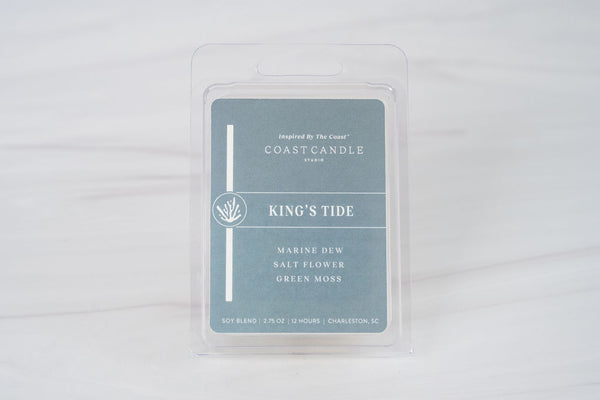 Inspired By The Coast™
COAST CANDLE
STUDIO
KING'S TIDE
MARINE DEW
SALT FLOWER
GREEN MOSS
SOY BLEND | 2.75 OZ | 12 HOURS | CHARLESTON, SC